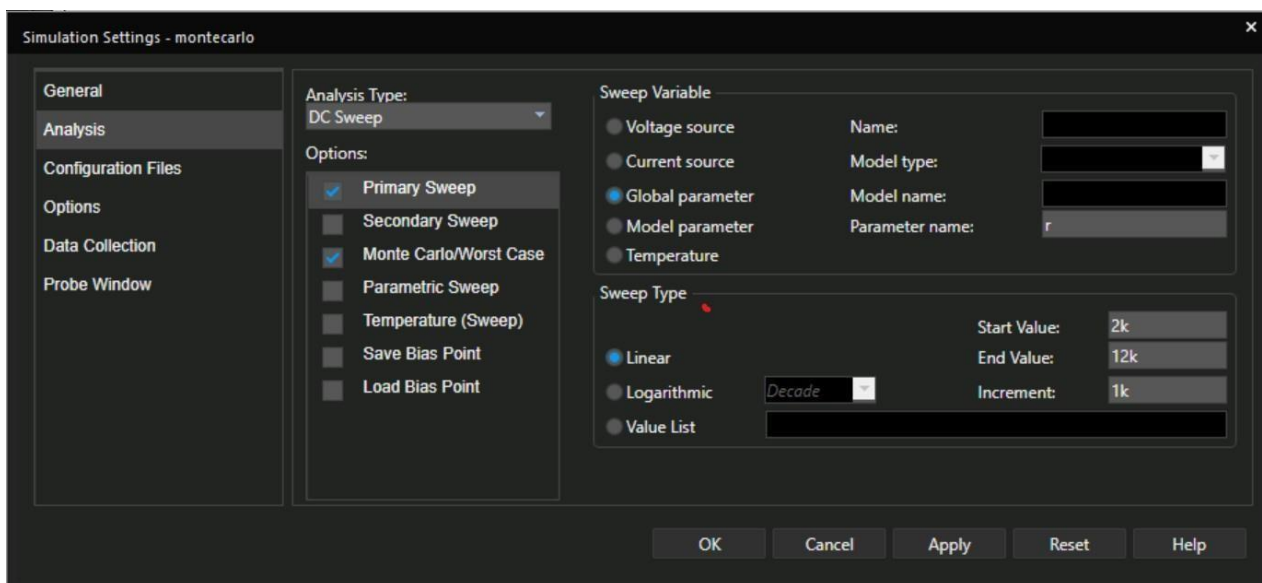 Simulation Settings - montecarlo
×
General
Analysis
Configuration Files
Options
Data Collection
Probe Window
Analysis Type:
DC Sweep
Options:
Primary Sweep
Secondary Sweep
Monte Carlo/Worst Case
Parametric Sweep
Temperature (Sweep)
Save Bias Point
Load Bias Point
Sweep Variable
Voltage source Name:
Current source Model type:
Global parameter Model name:
Model parameter Parameter name: r
Temperature
Sweep Type
Start Value: 2k
Linear End Value: 12k
Logarithmic Decade Increment: 1k
Value List
OK Cancel Apply Reset Help